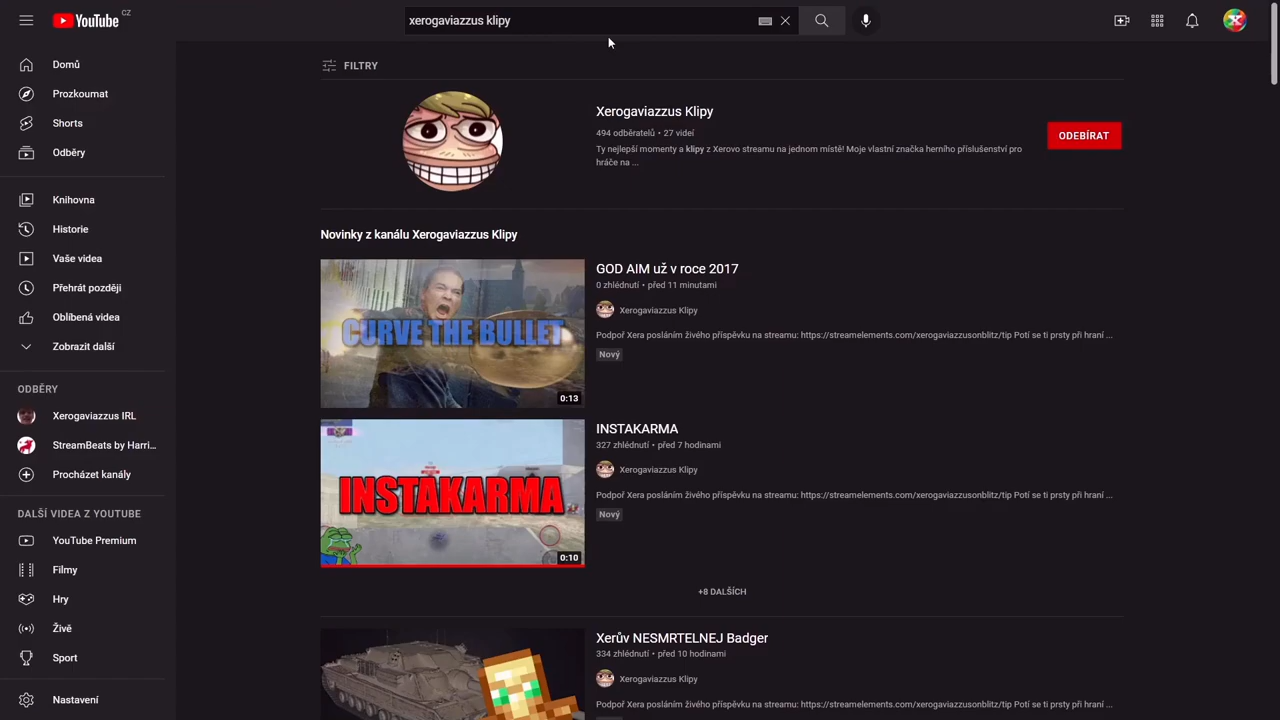 YouTube CZ
xerogaviazzus klipy
Domů
Prozkoumat
Shorts
Odběry
Knihovna
Historie
Vaše videa
Přehrát později
Oblíbená videa
Zobrazit další
ODBĚRY
Xerogaviazzus IRL
StreamBeats by Harri...
Procházet kanály
DALŠÍ VIDEA Z YOUTUBE
YouTube Premium
Filmy
Hry
Živě
Sport
Nastavení
FILTRY
Xerogaviazzus Klipy
494 odběratelů • 27 videí
Ty nejlepší momenty a klipy z Xerovo streamu na jednom místě! Moje vlastní značka herního příslušenství pro
hráče na ...
ODEBÍRAT
Novinky z kanálu Xerogaviazzus Klipy
CURVE THE BULLET
0:13
GOD AIM už v roce 2017
0 zhlédnutí • před 11 minutami
Xerogaviazzus Klipy
Podpoř Xera posláním živého příspěvku na streamu: https://streamelements.com/xerogaviazzusonblitz/tip Potí se ti prsty při hraní ...
Nový
INSTAKARMA
0:10
INSTAKARMA
327 zhlédnutí • před 7 hodinami
Xerogaviazzus Klipy
Podpoř Xera posláním živého příspěvku na streamu: https://streamelements.com/xerogaviazzusonblitz/tip Potí se ti prsty při hraní ...
Nový
+8 DALŠÍCH
Xerův NESMRTELNEJ Badger
334 zhlédnutí • před 10 hodinami
Xerogaviazzus Klipy
Podpoř Xera posláním živého příspěvku na streamu: https://streamelements.com/xerogaviazzusonblitz/tip Potí se ti prsty při hraní ...